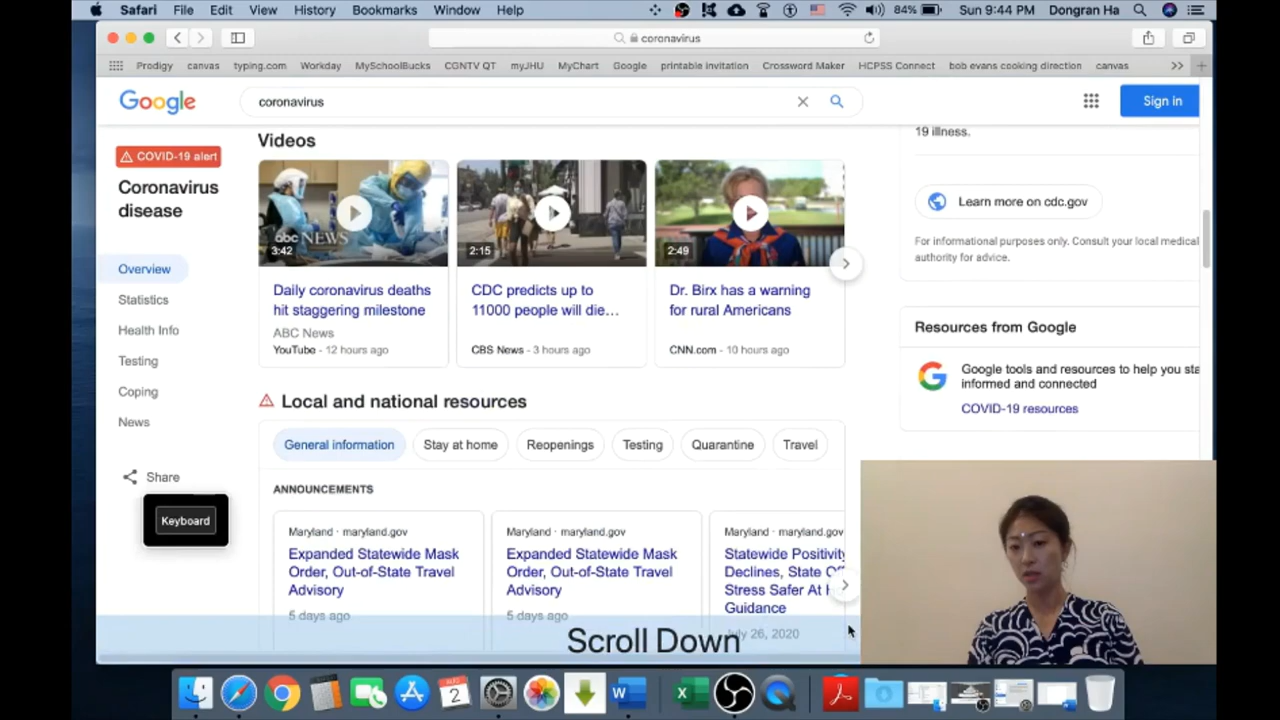 Safari File Edit View History Bookmarks Window Help 84% Sun 9:44 PM Dongran Ha
coronavirus
Prodigy canvas typing.com Workday MySchoolBucks CGNTV QT myJHU MyChart Google printable invitation Crossword Maker HCPSS Connect bob evans cooking direction canvas
Google coronavirus Sign in
COVID-19 alert
Coronavirus
disease
Overview
Statistics
Health Info
Testing
Coping
News
Share
Keyboard
Videos
abc NEWS
3:42
Daily coronavirus deaths
hit staggering milestone
ABC News
YouTube - 12 hours ago
2:15
CDC predicts up to
11000 people will die...
CBS News - 3 hours ago
2:49
Dr. Birx has a warning
for rural Americans
CNN.com - 10 hours ago
Local and national resources
General information Stay at home Reopenings Testing Quarantine Travel
ANNOUNCEMENTS
Maryland · maryland.gov
Expanded Statewide Mask
Order, Out-of-State Travel
Advisory
5 days ago
Maryland · maryland.gov
Expanded Statewide Mask
Order, Out-of-State Travel
Advisory
5 days ago
Maryland · maryland.gov
Statewide Positivity
Declines, State
Stress Safer At
Guidance
July 26, 2020
Scroll Down
19 illness.
Learn more on cdc.gov
For informational purposes only. Consult your local medical
authority for advice.
Resources from Google
Google tools and resources to help you sta
informed and connected
COVID-19 resources
AUG
2
W X